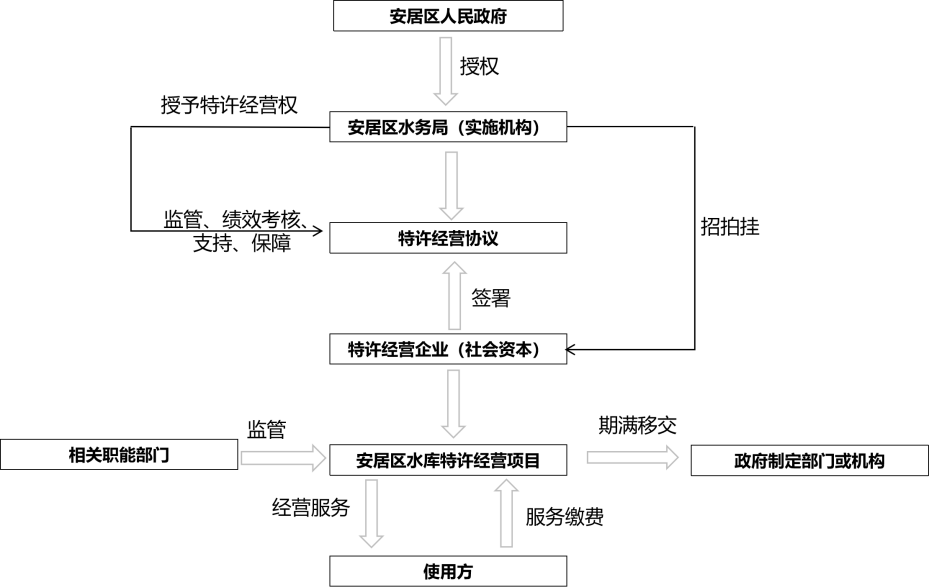 安居区人民政府
授权
授予特许经营权
安居区水务局（实施机构）
监管、绩效考核、
支持、保障
特许经营协议
招拍挂
签署
特许经营企业（社会资本）
监管
期满移交
相关职能部门
安居区水库特许经营项目
政府制定部门或机构
经营服务
服务缴费
使用方